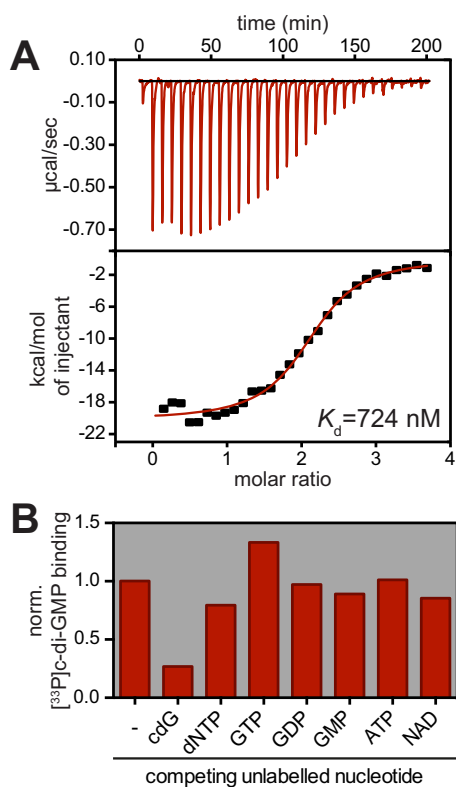 A
time (min)
0 50 100 150 200
0.10
-0.10
-0.30
-0.50
-0.70
µcal/sec
-2
-6
-10
-14
-18
-22
kcal/mol
of injectant
Kd=724 nM
0 1 2 3 4
molar ratio
B
1.5
1.0
0.5
0.0
norm.
[³³P]c-di-GMP binding
- cdG dNTP GTP GDP GMP ATP NAD
competing unlabelled nucleotide